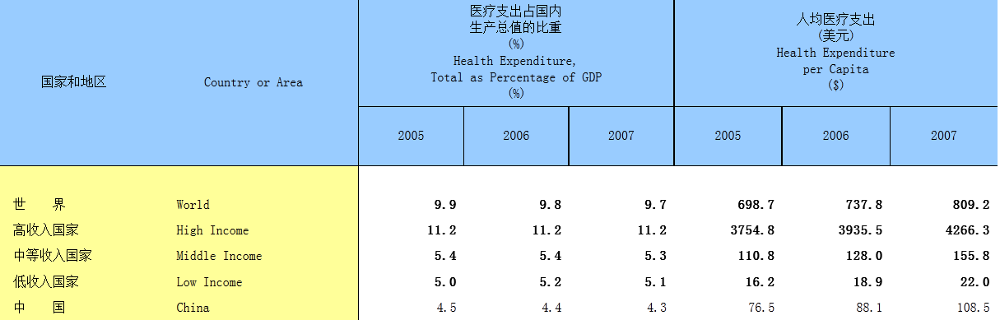 国家和地区 Country or Area
医疗支出占国内
生产总值的比重
(%)
Health Expenditure,
Total as Percentage of GDP
(%)
人均医疗支出
(美元)
Health Expenditure
per Capita
($)
2005 2006 2007 2005 2006 2007
世 界 World 9.9 9.8 9.7 698.7 737.8 809.2
高收入国家 High Income 11.2 11.2 11.2 3754.8 3935.5 4266.3
中等收入国家 Middle Income 5.4 5.4 5.3 110.8 128.0 155.8
低收入国家 Low Income 5.0 5.2 5.1 16.2 18.9 22.0
中 国 China 4.5 4.4 4.3 76.5 88.1 108.5